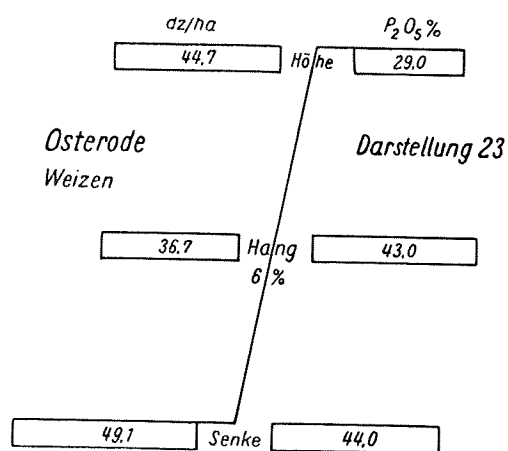 dz/ha P₂O₅%
44,7 Höhe 29,0
Osterode Darstellung 23
Weizen
36,7 Hang 43,0
6 %
49,1 Senke 44,0